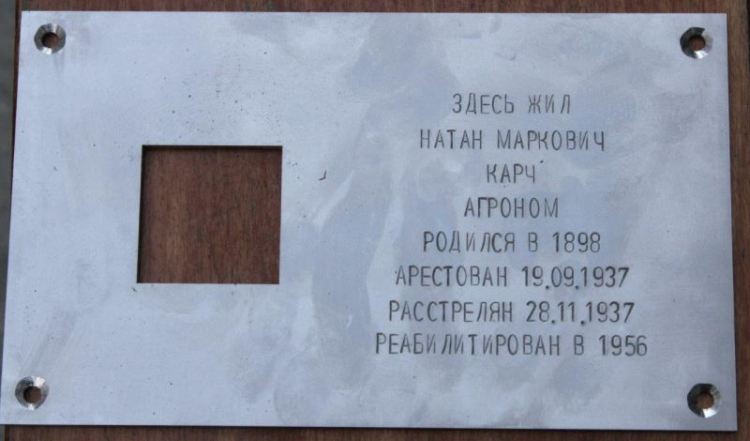 ЗДЕСЬ ЖИЛ
НАТАН МАРКОВИЧ
КАРЧ
АГРОНОМ
РОДИЛСЯ В 1898
АРЕСТОВАН 19.09.1937
РАССТРЕЛЯН 28.11.1937
РЕАБИЛИТИРОВАН В 1956